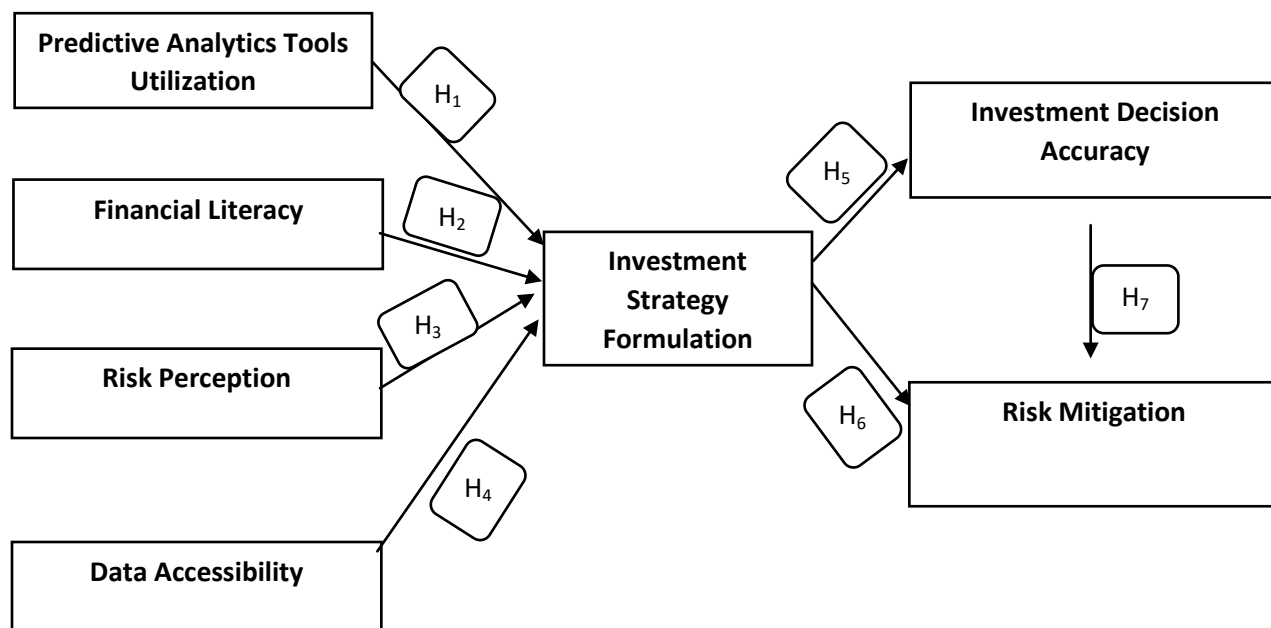 Predictive Analytics Tools
Utilization
H₁
Financial Literacy
H₂
Risk Perception
H₃
Data Accessibility
H₄
Investment
Strategy
Formulation
H₅
H₆
Investment Decision
Accuracy
H₇
Risk Mitigation